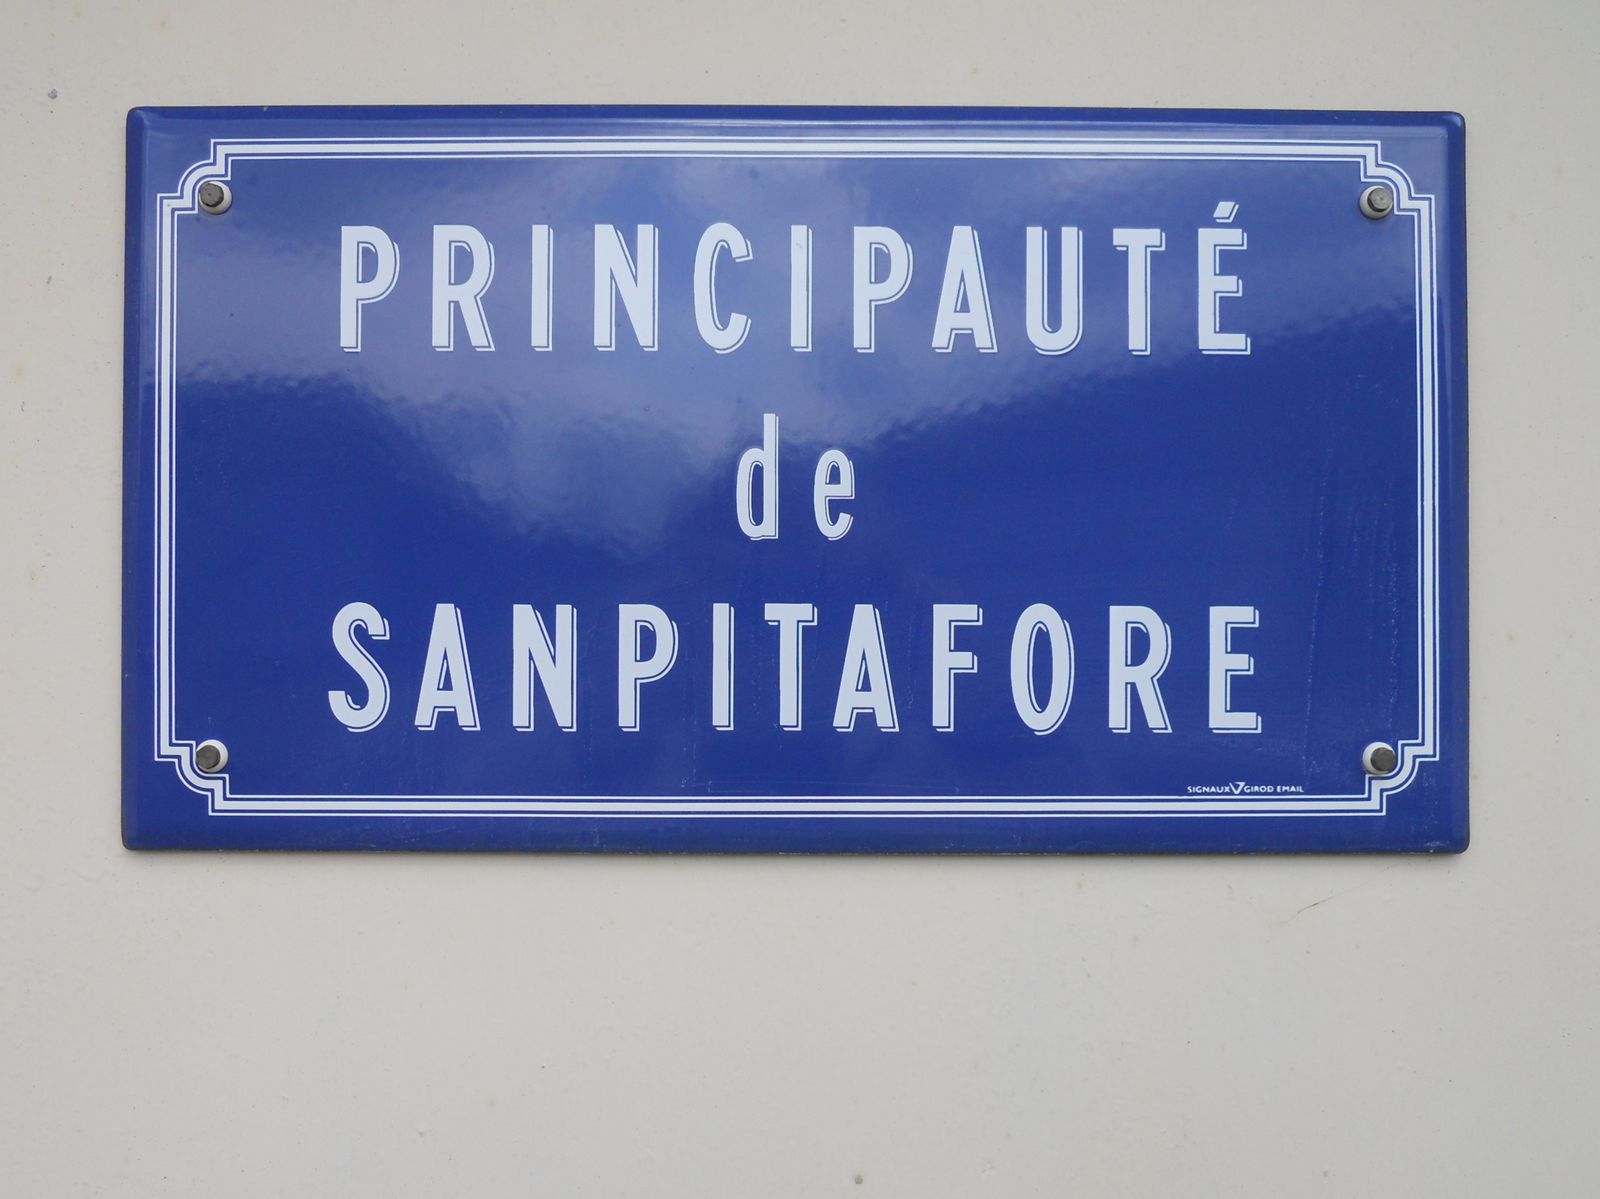 PRINCIPAUTÉ
de
SANPITAFORE
SIGNAUX GIROD EMAIL